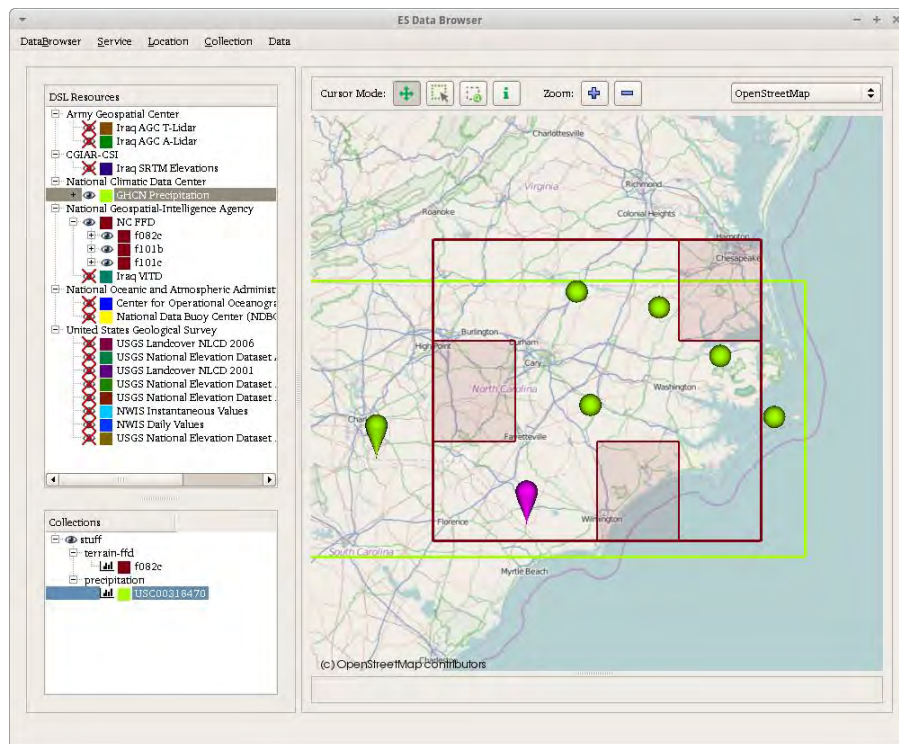 ES Data Browser
DataBrowser Service Location Collection Data
DSL Resources
Army Geospatial Center
Iraq AGC T-Lidar
Iraq AGC A-Lidar
CGIAR-CSI
Iraq SRTM Elevations
National Climatic Data Center
GHCN Precipitation
National Geospatial-Intelligence Agency
NC FFD
f082c
f101b
f101c
Iraq VITD
National Oceanic and Atmospheric Administ
Center for Operational Oceanogra
National Data Buoy Center (NDBC
United States Geological Survey
USGS Landcover NLCD 2006
USGS National Elevation Dataset
USGS Landcover NLCD 2001
USGS National Elevation Dataset
USGS National Elevation Dataset
NWIS Instantaneous Values
NWIS Daily Values
USGS National Elevation Dataset
Collections
stuff
terrain-ffd
f082c
precipitation
USC00318470
Cursor Mode: Zoom: OpenStreetMap
Charlottesville
Virginia
Richmond
Roanoke
Colonial Heights
Hampton
Chesapeake
Burlington
High Point
Durham
Cary
North Carolina
Washington
Fayetteville
Florence
Wilmington
South Carolina
Myrtle Beach
(c) OpenStreetMap contributors